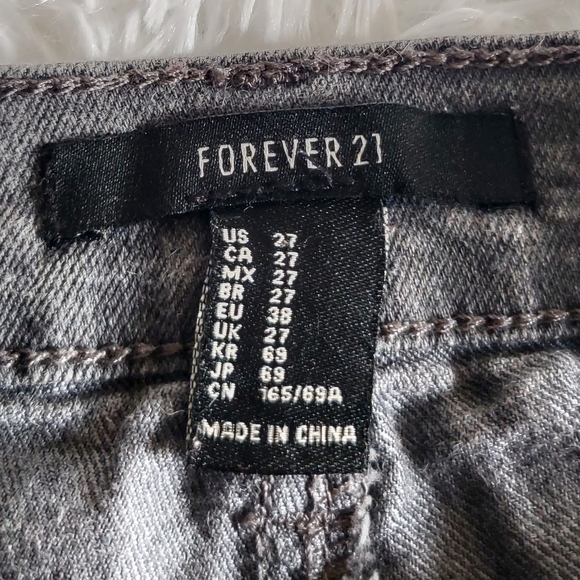 FOREVER 21
US 27
CA 27
MX 27
BR 27
EU 38
UK 27
KR 69
JP 69
CN 165/69A
MADE IN CHINA